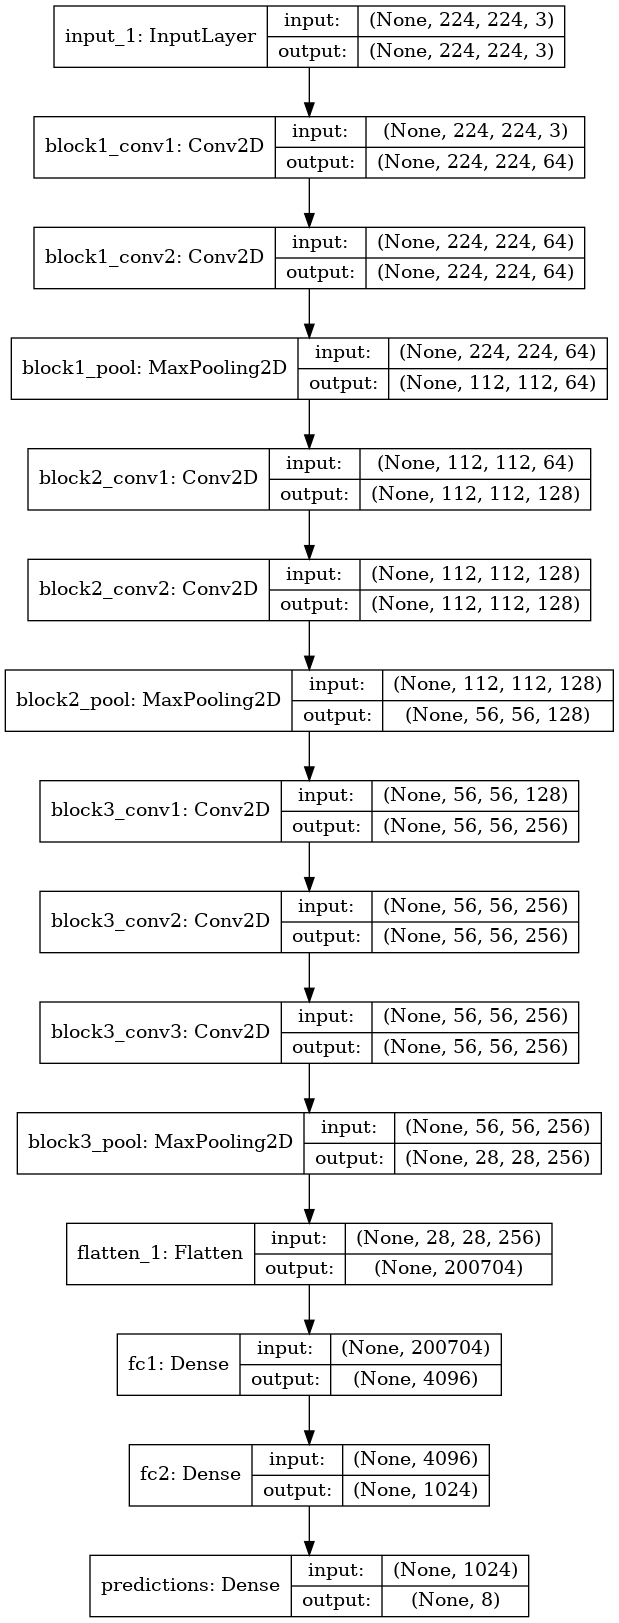 input_1: InputLayer
input: (None, 224, 224, 3)
output: (None, 224, 224, 3)
block1_conv1: Conv2D
input: (None, 224, 224, 3)
output: (None, 224, 224, 64)
block1_conv2: Conv2D
input: (None, 224, 224, 64)
output: (None, 224, 224, 64)
block1_pool: MaxPooling2D
input: (None, 224, 224, 64)
output: (None, 112, 112, 64)
block2_conv1: Conv2D
input: (None, 112, 112, 64)
output: (None, 112, 112, 128)
block2_conv2: Conv2D
input: (None, 112, 112, 128)
output: (None, 112, 112, 128)
block2_pool: MaxPooling2D
input: (None, 112, 112, 128)
output: (None, 56, 56, 128)
block3_conv1: Conv2D
input: (None, 56, 56, 128)
output: (None, 56, 56, 256)
block3_conv2: Conv2D
input: (None, 56, 56, 256)
output: (None, 56, 56, 256)
block3_conv3: Conv2D
input: (None, 56, 56, 256)
output: (None, 56, 56, 256)
block3_pool: MaxPooling2D
input: (None, 56, 56, 256)
output: (None, 28, 28, 256)
flatten_1: Flatten
input: (None, 28, 28, 256)
output: (None, 200704)
fc1: Dense
input: (None, 200704)
output: (None, 4096)
fc2: Dense
input: (None, 4096)
output: (None, 1024)
predictions: Dense
input: (None, 1024)
output: (None, 8)